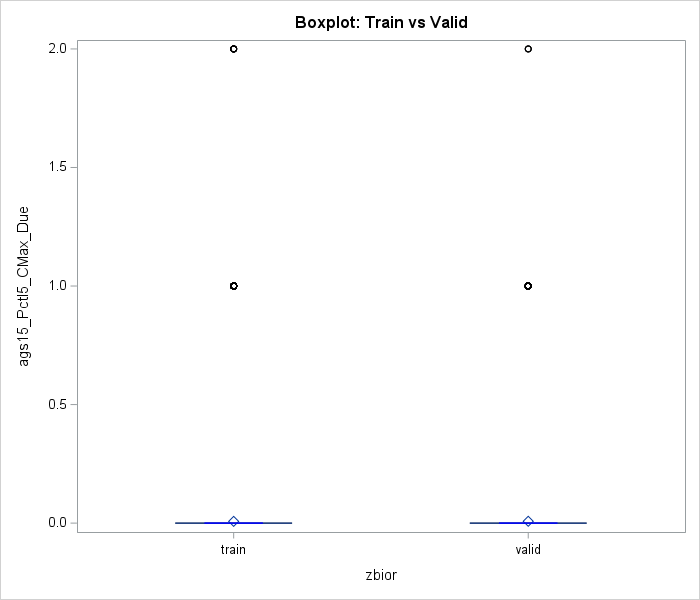 Boxplot: Train vs Valid
2.0
1.5
1.0
0.5
0.0
ags15_Pctl5_CMax_Due
train
valid
zbior